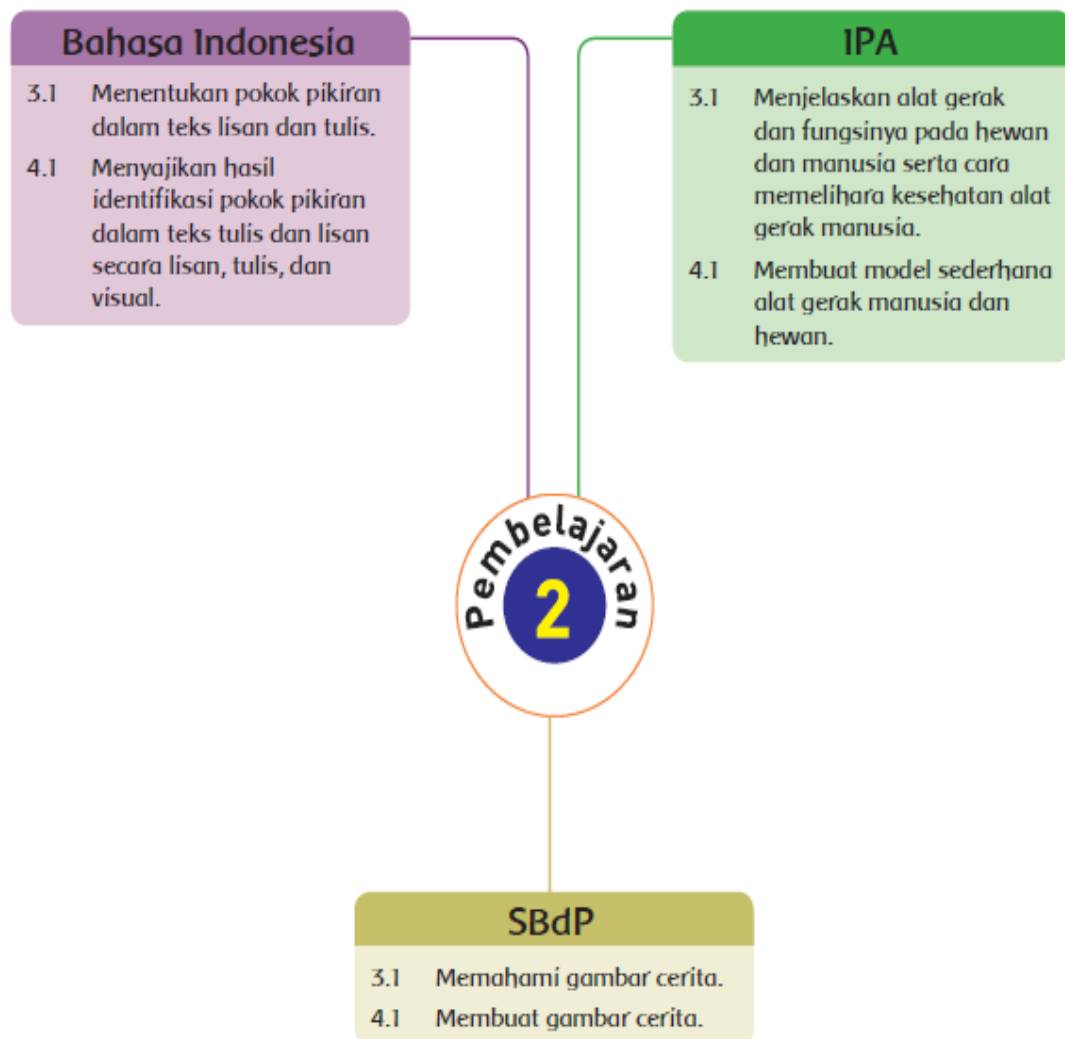 Bahasa Indonesia
3.1 Menentukan pokok pikiran
dalam teks lisan dan tulis.
4.1 Menyajikan hasil
identifikasi pokok pikiran
dalam teks tulis dan lisan
secara lisan, tulis, dan
visual.
IPA
3.1 Menjelaskan alat gerak
dan fungsinya pada hewan
dan manusia serta cara
memelihara kesehatan alat
gerak manusia.
4.1 Membuat model sederhana
alat gerak manusia dan
hewan.
Pembelajaran
2
SBdP
3.1 Memahami gambar cerita.
4.1 Membuat gambar cerita.